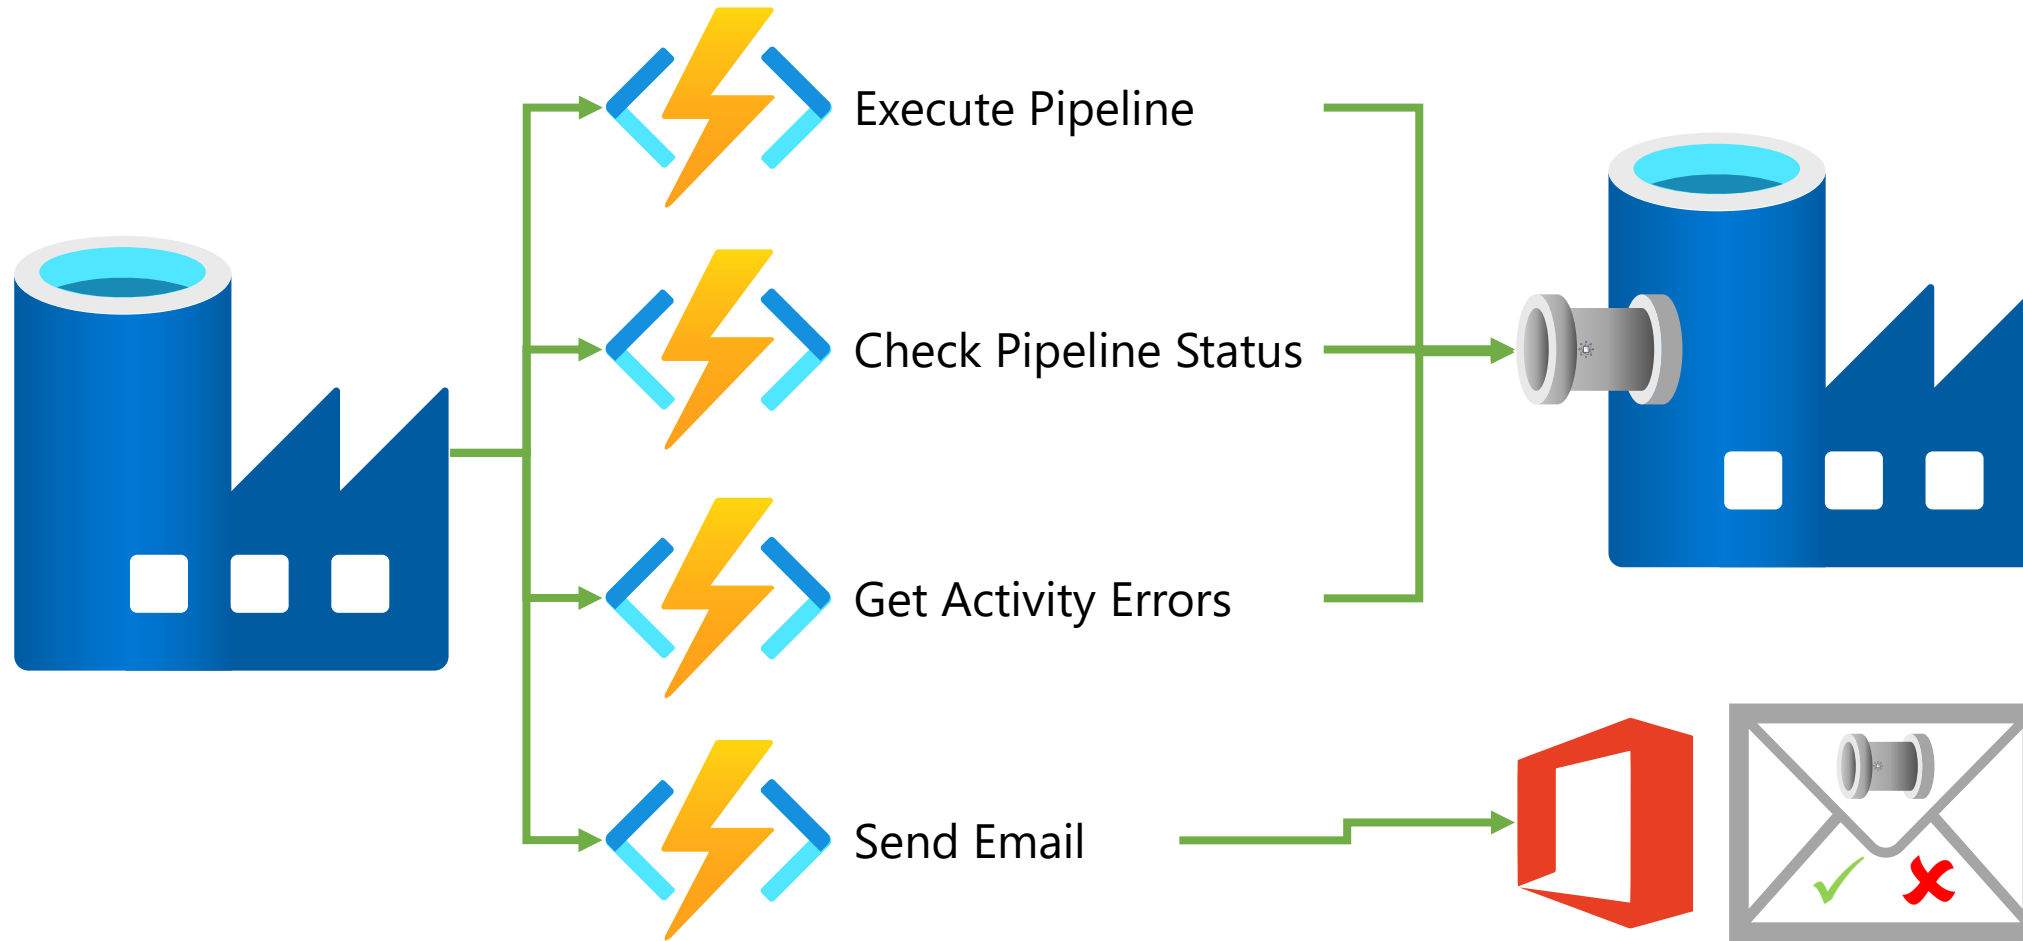 Execute Pipeline
Check Pipeline Status
Get Activity Errors
Send Email